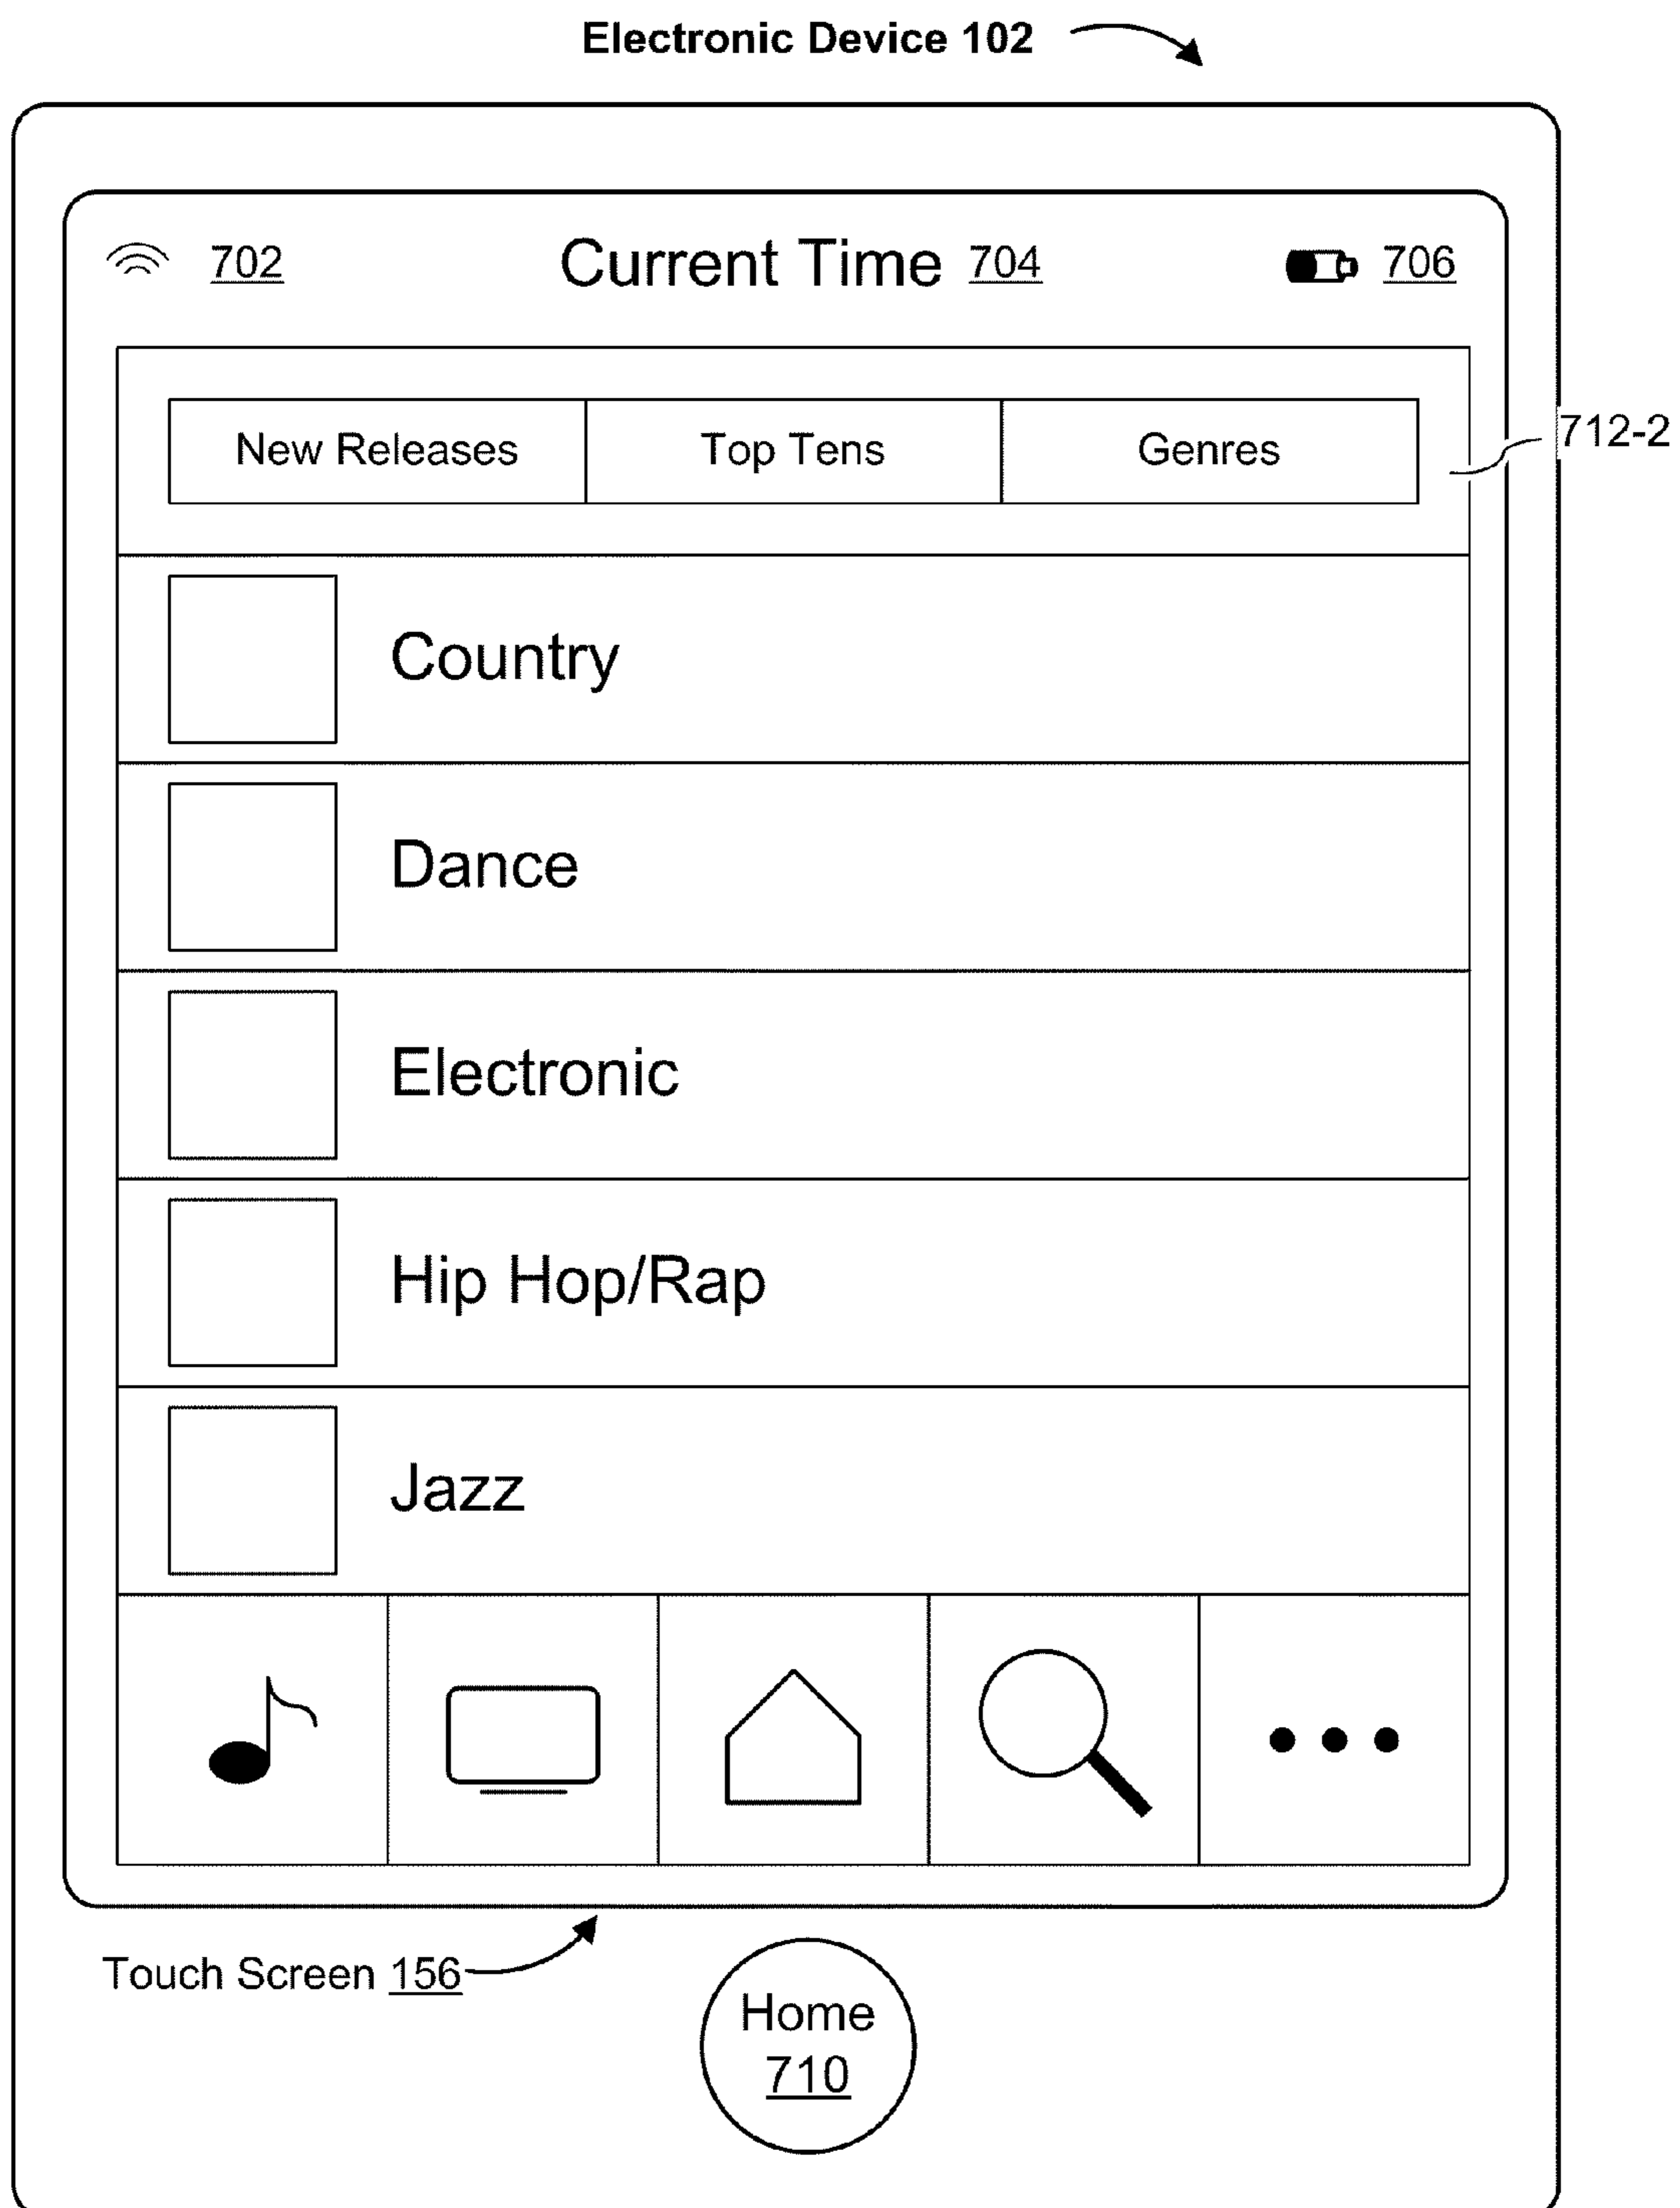 Electronic Device 102
702 Current Time 704 706
New Releases Top Tens Genres
712-2
Country
Dance
Electronic
Hip Hop/Rap
Jazz
Touch Screen 156
Home
710